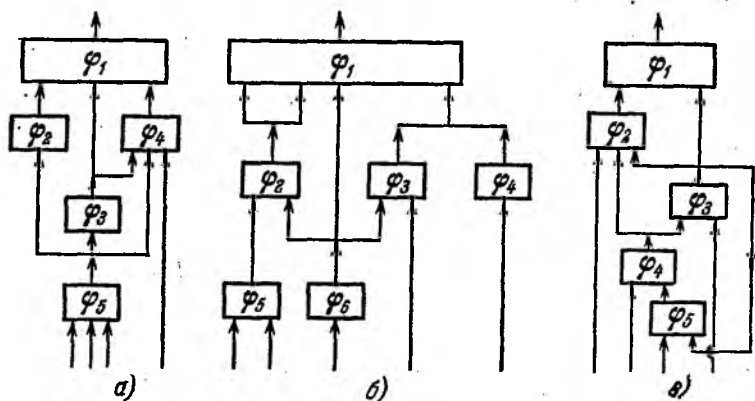 φ₁ φ₁ φ₁
φ₂ φ₄ φ₂
φ₂ φ₃ φ₄
φ₃ φ₃
φ₄
φ₅ φ₅ φ₆ φ₅
а) б) в)